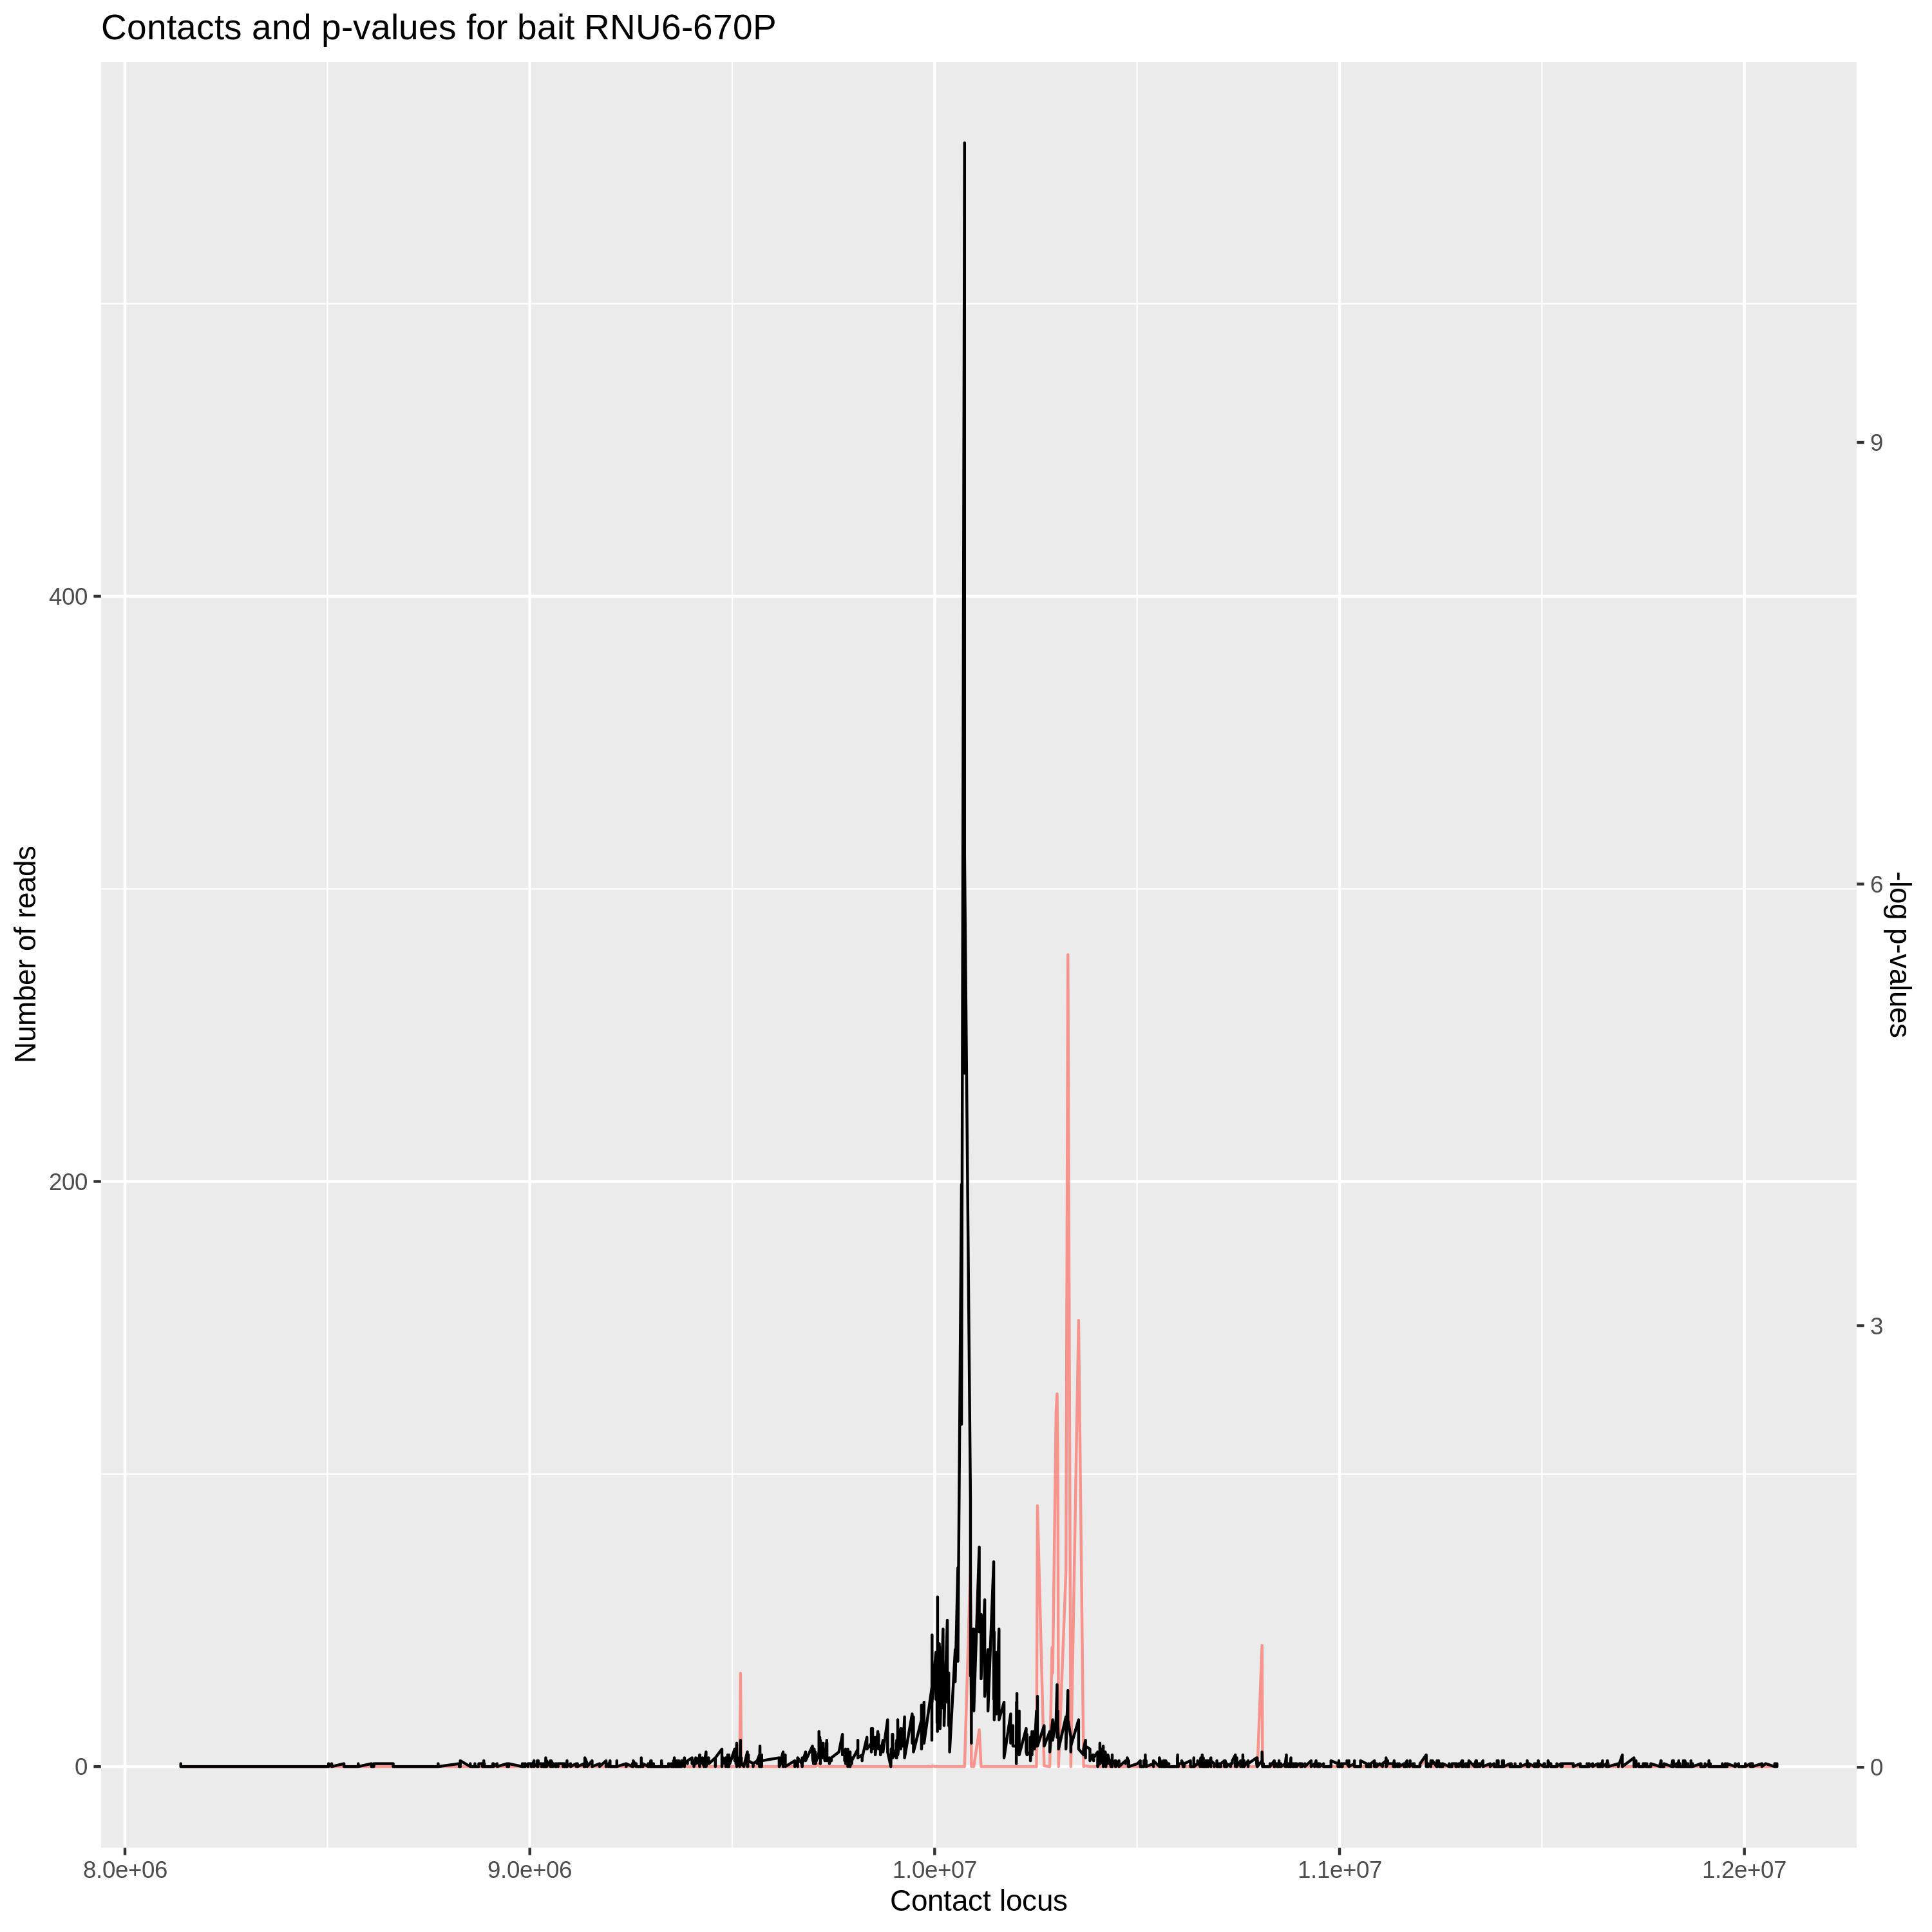 Contacts and p-values for bait RNU6-670P
Number of reads
400
200
0
9
6
3
0
-log p-values
8.0e+06
9.0e+06
1.0e+07
1.1e+07
1.2e+07
Contact locus